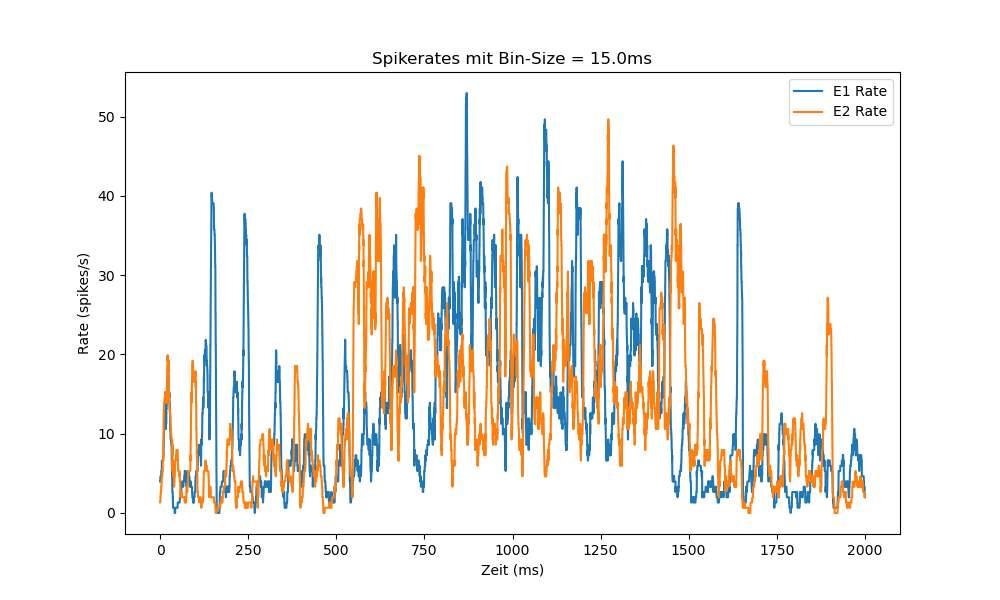 Spikerates mit Bin-Size = 15.0ms
E1 Rate
E2 Rate
Rate (spikes/s)
50
40
30
20
10
0
0 250 500 750 1000 1250 1500 1750 2000
Zeit (ms)